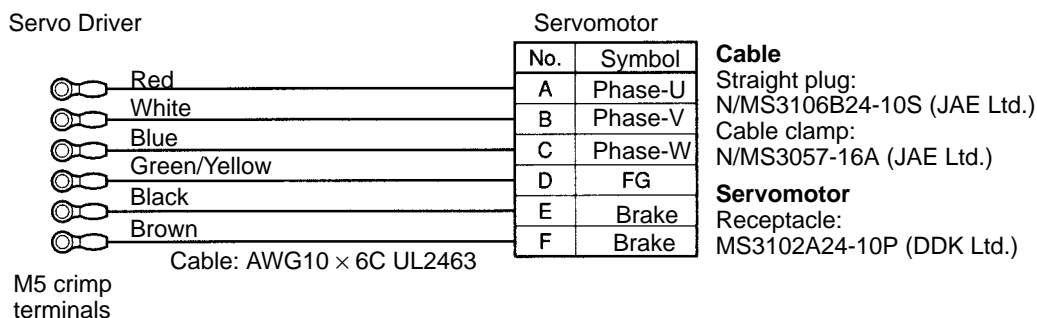 Servo Driver
Servomotor
No. Symbol
Red
A Phase-U
White
B Phase-V
Blue
C Phase-W
Green/Yellow
D FG
Black
E Brake
Brown
F Brake
Cable: AWG10 × 6C UL2463
M5 crimp
terminals
Cable
Straight plug:
N/MS3106B24-10S (JAE Ltd.)
Cable clamp:
N/MS3057-16A (JAE Ltd.)
Servomotor
Receptacle:
MS3102A24-10P (DDK Ltd.)